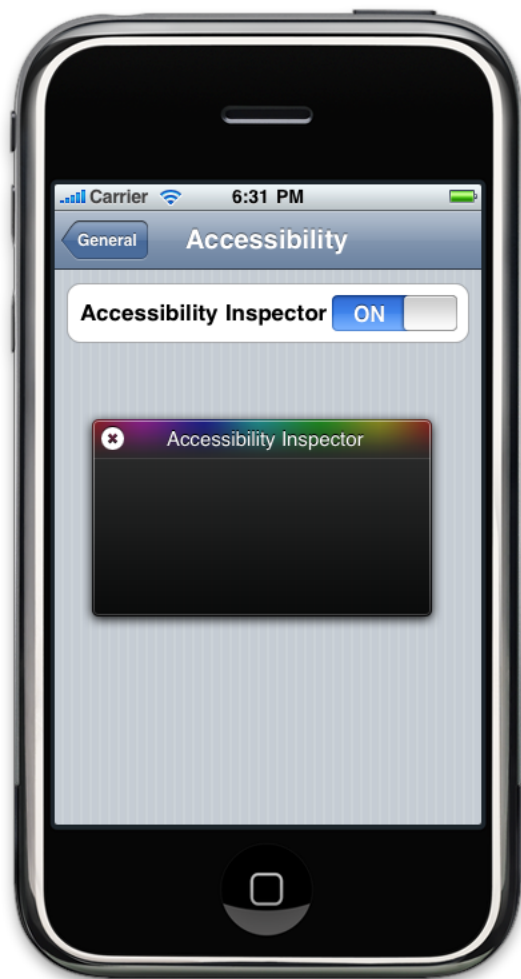 Carrier 6:31 PM
General Accessibility
Accessibility Inspector ON
Accessibility Inspector